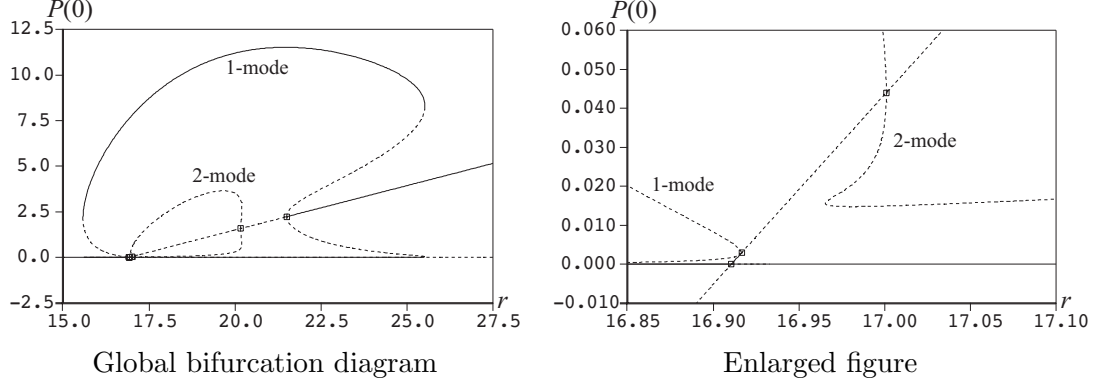 P(0)
12.5
10.0
7.5
5.0
2.5
0.0
-2.5
1-mode
2-mode
15.0 17.5 20.0 22.5 25.0 27.5
r
Global bifurcation diagram
P(0)
0.060
0.050
0.040
0.030
0.020
0.010
0.000
-0.010
2-mode
1-mode
16.85 16.90 16.95 17.00 17.05 17.10
r
Enlarged figure